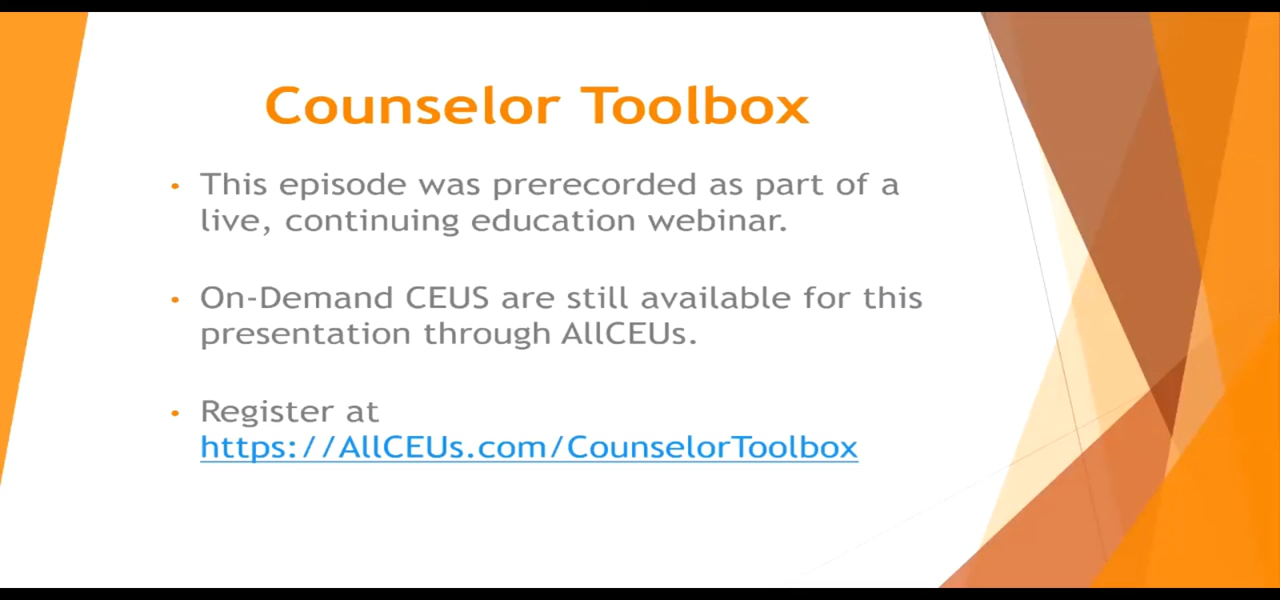 Counselor Toolbox
• This episode was prerecorded as part of a
live, continuing education webinar.
• On-Demand CEUS are still available for this
presentation through AllCEUs.
• Register at
https://AllCEUs.com/CounselorToolbox